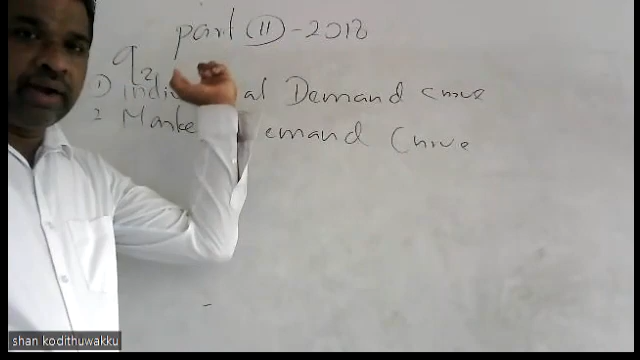 part (II) - 2018
q2
1) indi al Demand curve
2 Marke emand Curve
shan kodithuwakku